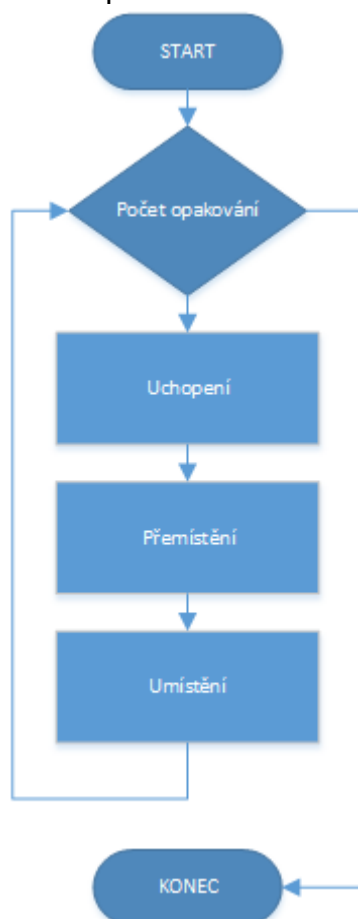 START
Počet opakování
Uchopení
Přemístění
Umístění
KONEC